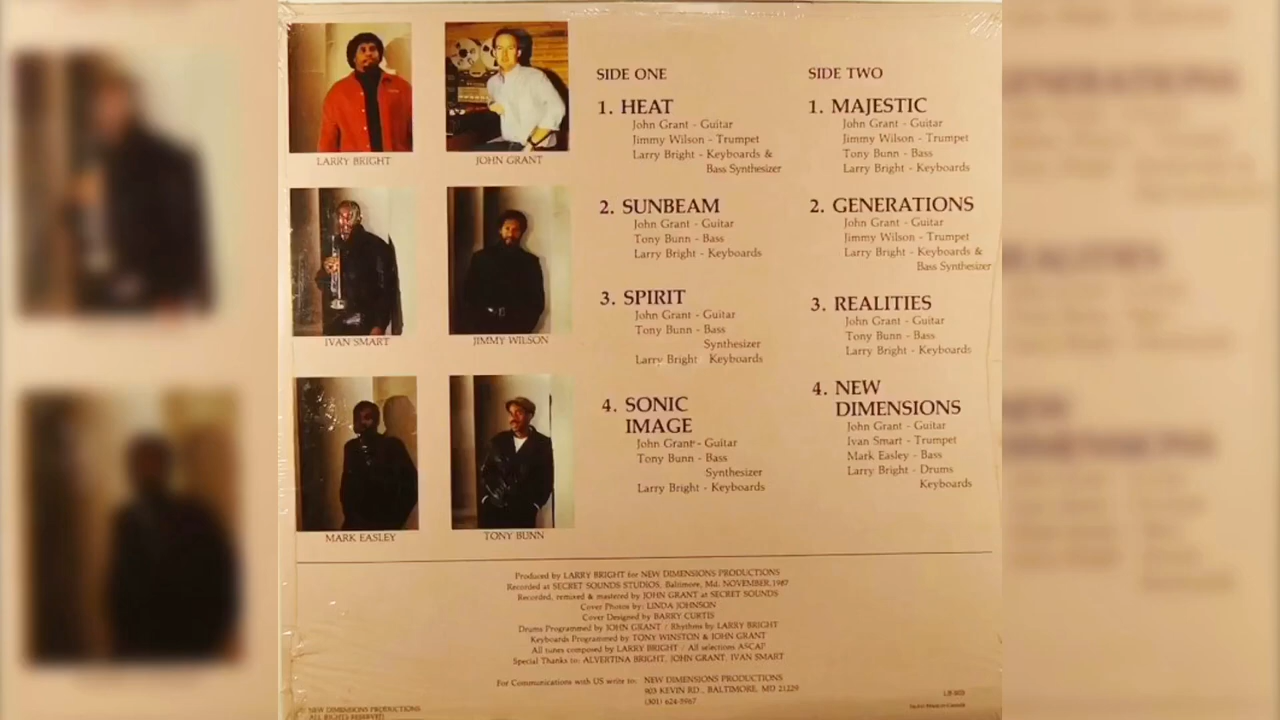 LARRY BRIGHT
JOHN GRANT
IVAN SMART
JIMMY WILSON
MARK EASLEY
TONY BUNN
SIDE ONE
1. HEAT
John Grant - Guitar
Jimmy Wilson - Trumpet
Larry Bright - Keyboards &
Bass Synthesizer
2. SUNBEAM
John Grant - Guitar
Tony Bunn - Bass
Larry Bright - Keyboards
3. SPIRIT
John Grant - Guitar
Tony Bunn - Bass
Synthesizer
Larry Bright Keyboards
4. SONIC
IMAGE
John Grant - Guitar
Tony Bunn - Bass
Synthesizer
Larry Bright - Keyboards
SIDE TWO
1. MAJESTIC
John Grant - Guitar
Jimmy Wilson - Trumpet
Tony Bunn - Bass
Larry Bright - Keyboards
2. GENERATIONS
John Grant - Guitar
Jimmy Wilson - Trumpet
Larry Bright - Keyboards &
Bass Synthesizer
3. REALITIES
John Grant - Guitar
Tony Bunn - Bass
Larry Bright - Keyboards
4. NEW
DIMENSIONS
John Grant - Guitar
Ivan Smart - Trumpet
Mark Easley - Bass
Larry Bright - Drums
Keyboards
Produced by LARRY BRIGHT for NEW DIMENSIONS PRODUCTIONS
Recorded at SECRET SOUNDS STUDIOS, Baltimore, Md. NOVEMBER, 1987
Recorded, remixed & mastered by JOHN GRANT at SECRET SOUNDS
Cover Photos by: LINDA JOHNSON
Cover Designed by BARRY CURTIS
Drums Programmed by JOHN GRANT / Rhythms by LARRY BRIGHT
Keyboards Programmed by TONY WINSTON & JOHN GRANT
All tunes composed by LARRY BRIGHT / All selections ASCAP
Special Thanks to: ALVERTINA BRIGHT, JOHN GRANT, IVAN SMART
For Communications with US write to: NEW DIMENSIONS PRODUCTIONS
903 KEVIN RD., BALTIMORE, MD 21229
(301) 624-5967
NEW DIMENSIONS PRODUCTIONS
ALL RIGHTS RESERVED